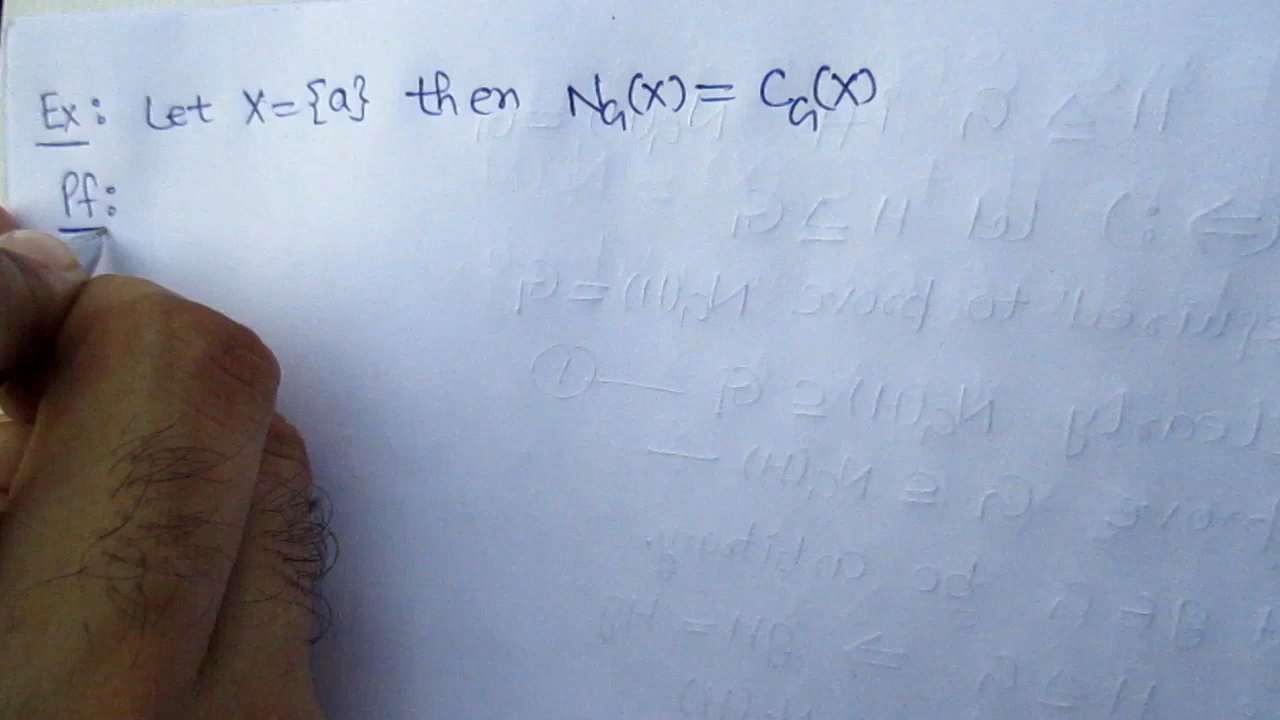 Ex: Let X={a} then N_G(X) = C_G(X)
Pf: